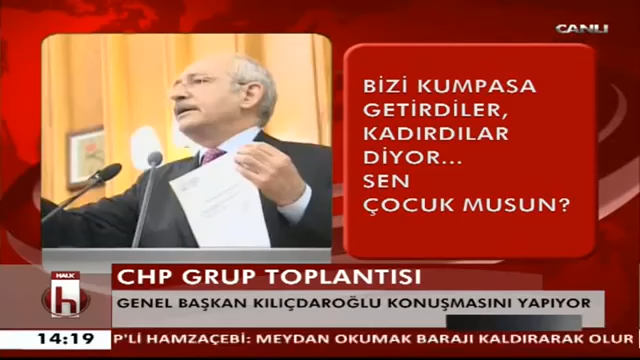 CANLI
BİZİ KUMPASA
GETİRDİLER,
KADIRDILAR
DİYOR...
SEN
ÇOCUK MUSUN?
CHP GRUP TOPLANTISI
GENEL BAŞKAN KILIÇDAROĞLU KONUŞMASINI YAPIYOR
HALK
h
14:19
P'Lİ HAMZAÇEBİ: MEYDAN OKUMAK BARAJI KALDIRARAK OLUR